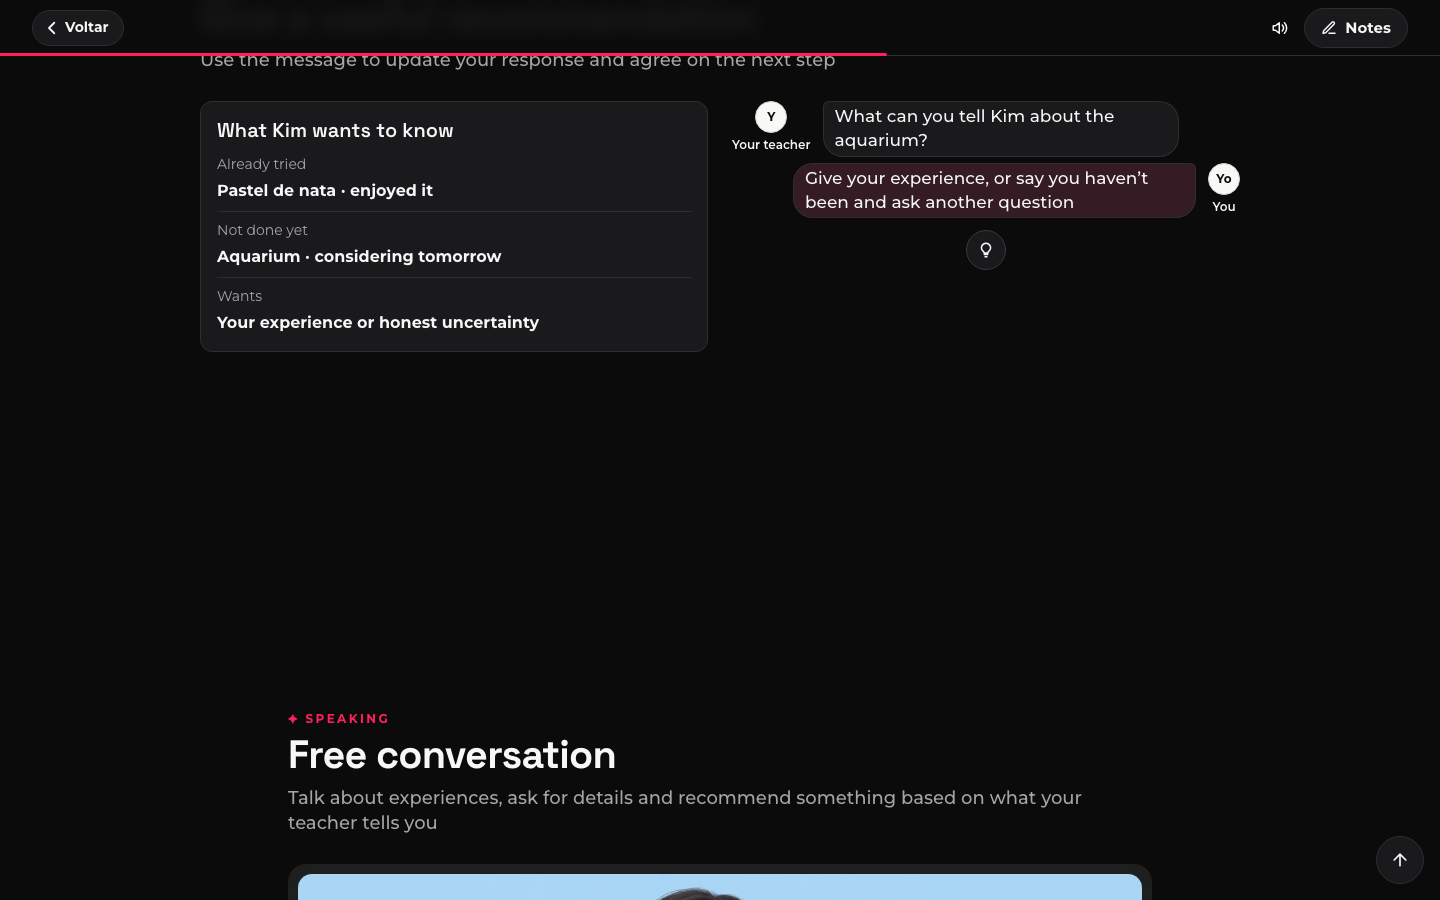 Voltar
Notes
Use the message to update your response and agree on the next step
What Kim wants to know
Already tried
Pastel de nata · enjoyed it
Not done yet
Aquarium · considering tomorrow
Wants
Your experience or honest uncertainty
Y
Your teacher
What can you tell Kim about the
aquarium?
Give your experience, or say you haven’t
been and ask another question
Yo
You
SPEAKING
Free conversation
Talk about experiences, ask for details and recommend something based on what your
teacher tells you